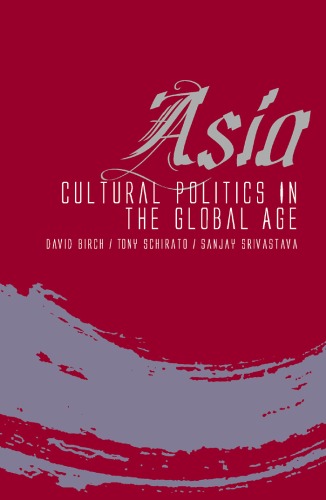 Asia
CULTURAL POLITICS IN
THE GLOBAL AGE
DAVID BIRCH / TONY SCHIRATO / SANJAY SRIVASTAVA